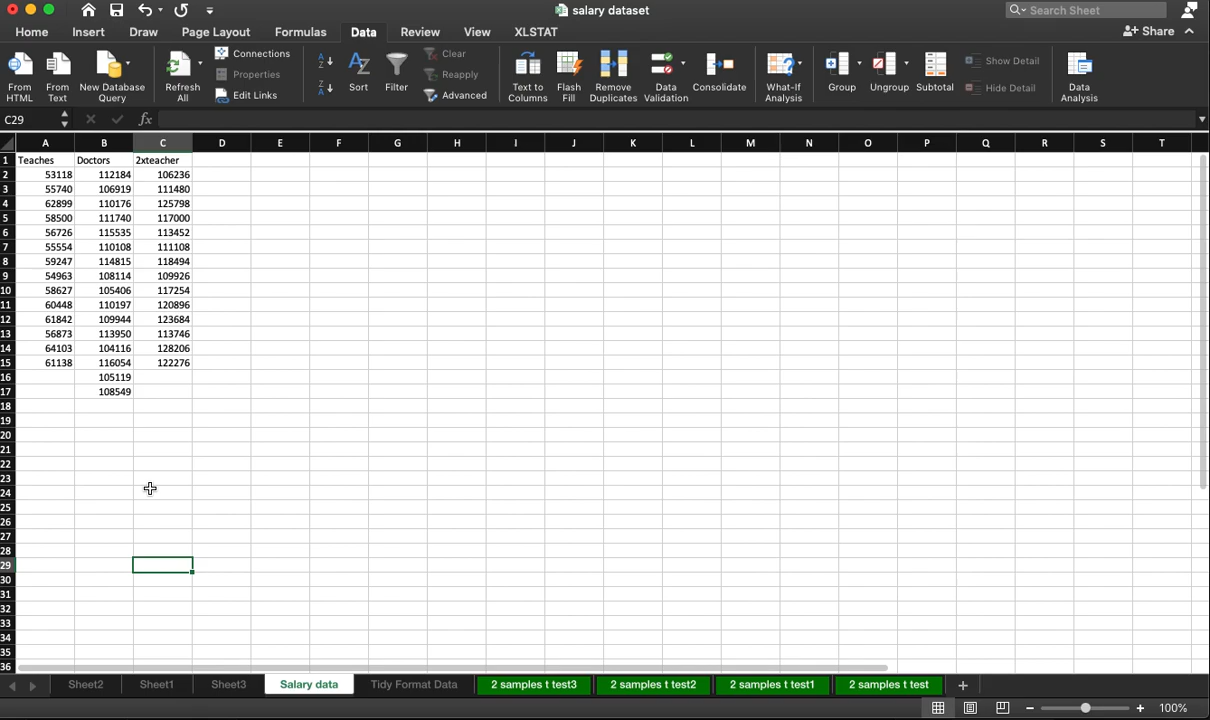 salary dataset
Search Sheet
Home Insert Draw Page Layout Formulas Data Review View XLSTAT
Share
From HTML
From Text
New Database Query
Refresh All
Connections
Properties
Edit Links
Sort
Filter
Clear
Reapply
Advanced
Text to Columns
Flash Fill
Remove Duplicates
Data Validation
Consolidate
What-If Analysis
Group
Ungroup
Subtotal
Show Detail
Hide Detail
Data Analysis
C29 fx
A B C D E F G H I J K L M N O P Q R S T
1 Teaches Doctors 2xteacher
2 53118 112184 106236
3 55740 106919 111480
4 62899 110176 125798
5 58500 111740 117000
6 56726 115535 113452
7 55554 110108 111108
8 59247 114815 118494
9 54963 108114 109926
10 58627 105406 117254
11 60448 110197 120896
12 61842 109944 123684
13 56873 113950 113746
14 64103 104116 128206
15 61138 116054 122276
16 105119
17 108549
18
19
20
21
22
23
24
25
26
27
28
29
30
31
32
33
34
35
36
Sheet2 Sheet1 Sheet3 Salary data Tidy Format Data 2 samples t test3 2 samples t test2 2 samples t test1 2 samples t test
100%